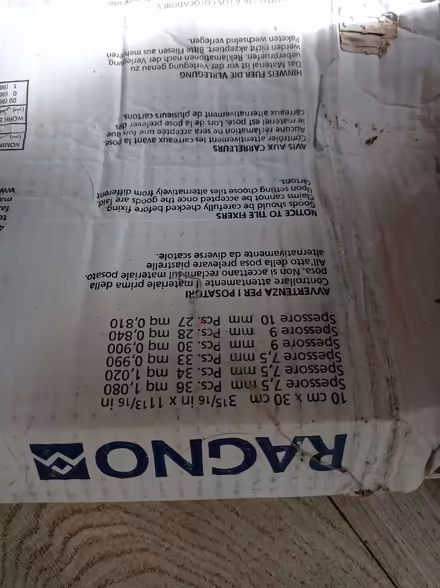 RAGNO
10 cm x 30 cm 315/16 in x 1113/16 in
Spessore 7,5 mm Pcs. 36 mq 1,080
Spessore 7,5 mm Pcs. 34 mq 1,020
Spessore 7,5 mm Pcs. 33 mq 0,990
Spessore 9 mm Pcs. 30 mq 0,900
Spessore 9 mm Pcs. 28 mq 0,840
Spessore 10 mm Pcs. 27 mq 0,810
AVVERTENZA PER I POSATORI
Controllare attentamente il materiale prima della
posa. Non si accettano reclami sul materiale posato.
All'atto della posa prelevare piastrelle
alternativamente da diverse scatole.
NOTICE TO TILE FIXERS
Goods should be carefully checked before fixing.
Claims cannot be accepted once the goods are laid.
Upon setting choose tiles alternatively from different
cartons.
AVIS AUX CARRELEURS
Controler attentivement les carreaux avant la pose.
Aucune réclamation ne sera acceptée une fois que
le matériel est posé. Lors de la pose prélever des
carreaux alternativement de plusieurs cartons.
HINWEIS FUER DIE VERLEGUNG
Das Material ist vor der Verlegung genau zu
ueberpruefen. Reklamationen nach der Verlegung
werden nicht akzeptiert. Bitte Fliesen aus mehreren
Paketen wechselnd verlegen.